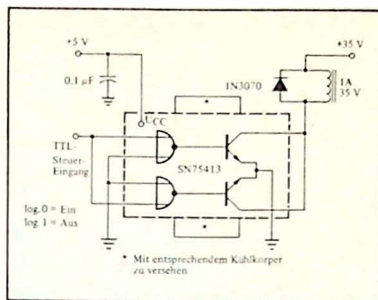 +5 V
+35 V
0,1 µF
1N3070
1A
35 V
*
UCC
TTL-
Steuer-
Eingang
SN75413
log. 0 = Ein
log. 1 = Aus
*
* Mit entsprechendem Kühlkörper
zu versehen